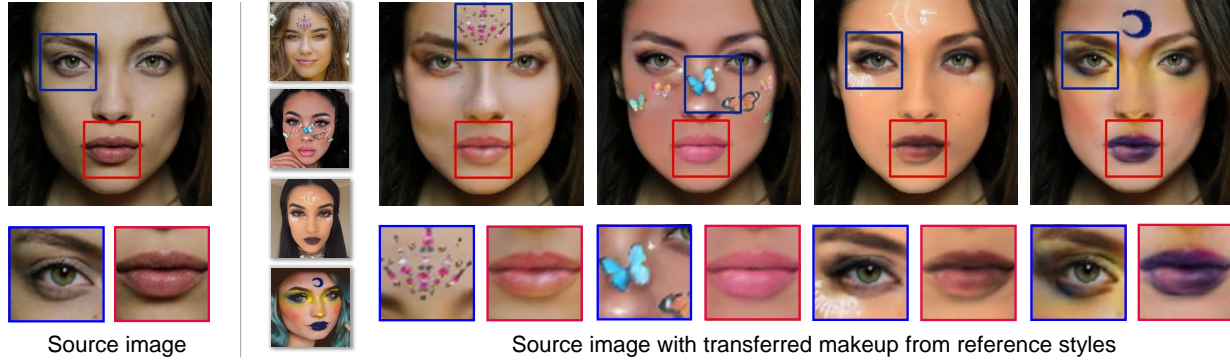 Source image
Source image with transferred makeup from reference styles